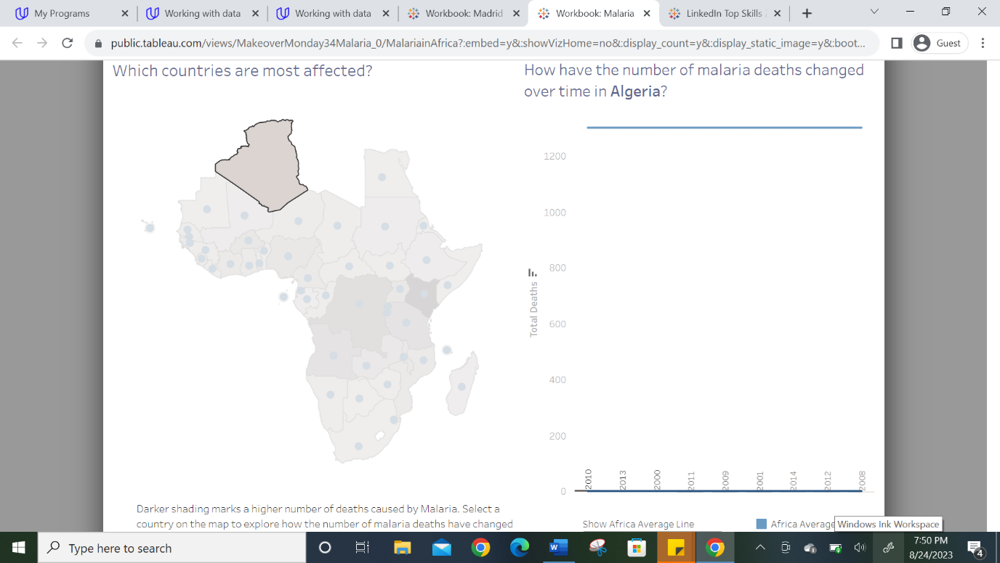 My Programs
Working with data
Working with data
Workbook: Madrid
Workbook: Malaria
LinkedIn Top Skills
public.tableau.com/views/MakeoverMonday34Malaria_0/MalariainAfrica?:embed=y&:showVizHome=no&:display_count=y&:display_static_image=y&:boot...
Guest
Which countries are most affected?
How have the number of malaria deaths changed
over time in Algeria?
1200
1000
800
600
400
200
0
Total Deaths
2010
2013
2000
2011
2009
2001
2014
2012
2008
Darker shading marks a higher number of deaths caused by Malaria. Select a
country on the map to explore how the number of malaria deaths have changed
Show Africa Average Line
Africa Average
Windows Ink Workspace
Type here to search
7:50 PM
8/24/2023
4